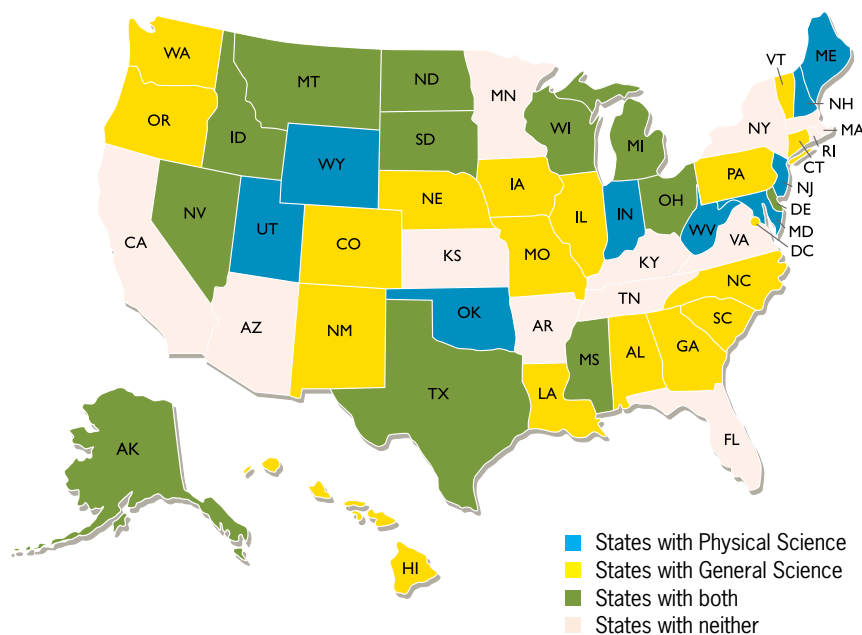 WA
MT
ND
MN
VT
ME
NH
OR
ID
SD
WI
MI
NY
MA
RI
CT
WY
NV
UT
CO
NE
IA
IL
IN
OH
PA
NJ
DE
MD
DC
CA
KS
MO
KY
WV
VA
NC
AZ
NM
OK
AR
TN
SC
TX
LA
MS
AL
GA
FL
AK
HI
States with Physical Science
States with General Science
States with both
States with neither